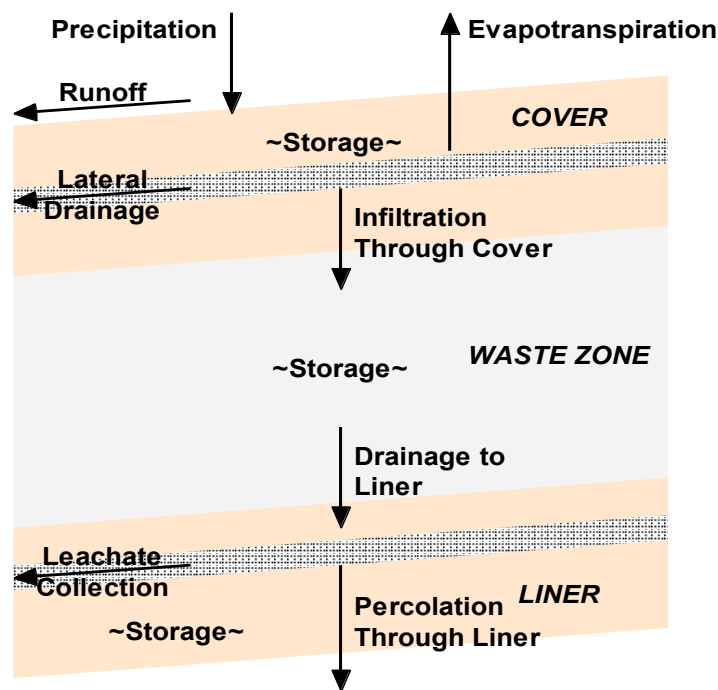 Precipitation
Evapotranspiration
Runoff
COVER
~Storage~
Lateral
Drainage
Infiltration
Through Cover
WASTE ZONE
~Storage~
Drainage to
Liner
Leachate
Collection
Percolation
Through Liner
LINER
~Storage~